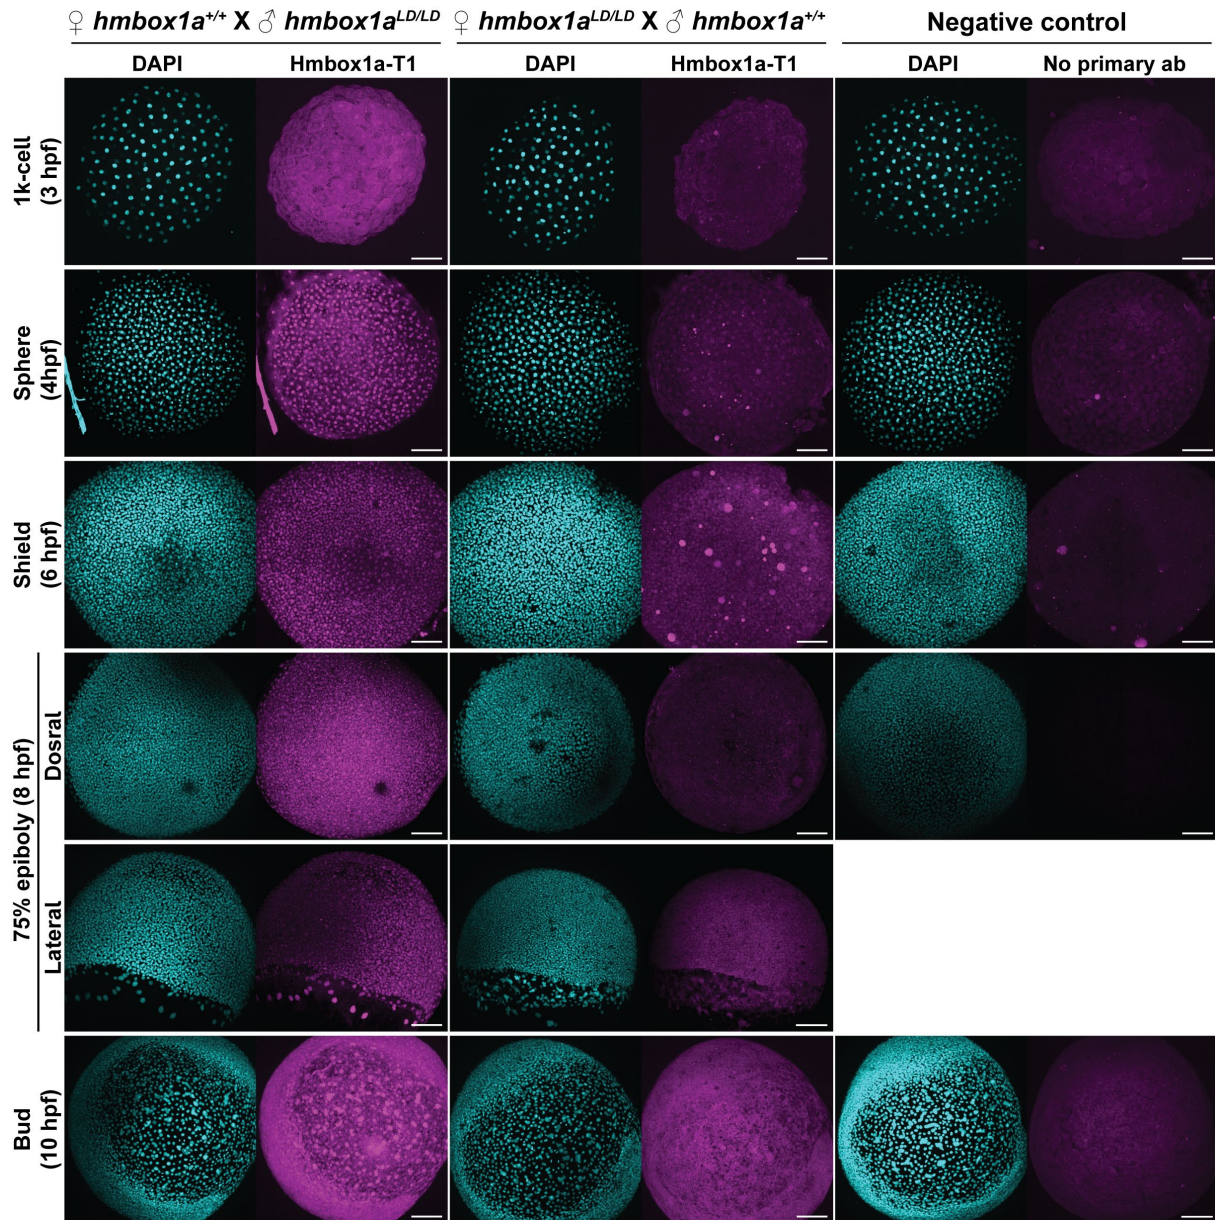 ♀ hmbox1a+/+ X ♂ hmbox1aLD/LD
♀ hmbox1aLD/LD X ♂ hmbox1a+/+
Negative control
DAPI
Hmbox1a-T1
DAPI
Hmbox1a-T1
DAPI
No primary ab
1k-cell
(3 hpf)
Sphere
(4hpf)
Shield
(6 hpf)
75% epiboly (8 hpf)
Dosral
Lateral
Bud
(10 hpf)